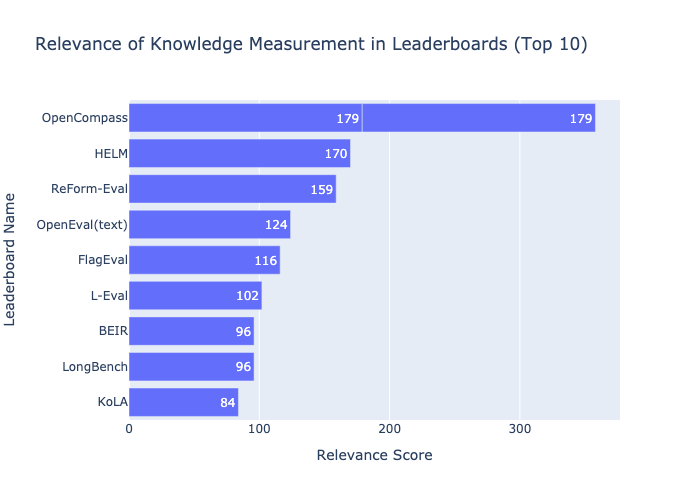 Relevance of Knowledge Measurement in Leaderboards (Top 10)
Leaderboard Name
OpenCompass 179 179
HELM 170
ReForm-Eval 159
OpenEval(text) 124
FlagEval 116
L-Eval 102
BEIR 96
LongBench 96
KoLA 84
0 100 200 300
Relevance Score